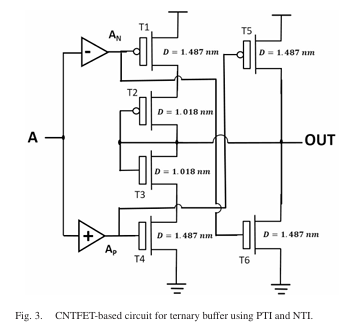 A_N
T1
T5
-
D = 1.487 nm
D = 1.487 nm
T2
D = 1.018 nm
A
OUT
D = 1.018 nm
T3
+
A_P
D = 1.487 nm
D = 1.487 nm
T4
T6
Fig. 3. CNTFET-based circuit for ternary buffer using PTI and NTI.